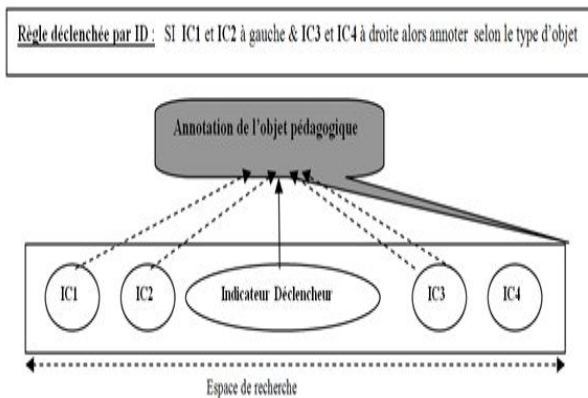 Règle déclenchée par ID : SI IC1 et IC2 à gauche & IC3 et IC4 à droite alors annoter selon le type d'objet
Annotation de l'objet pédagogique
IC1 IC2 Indicateur Déclencheur IC3 IC4
Espace de recherche